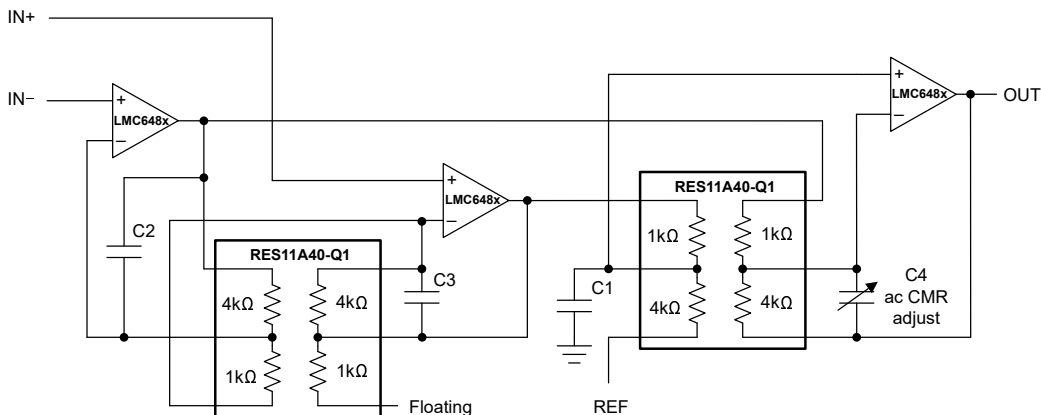 IN+
IN−
LMC648x
+
−
C2
RES11A40-Q1
4kΩ
4kΩ
1kΩ
1kΩ
C3
Floating
LMC648x
+
−
C1
RES11A40-Q1
1kΩ
1kΩ
4kΩ
4kΩ
REF
C4
ac CMR
adjust
LMC648x
+
−
OUT